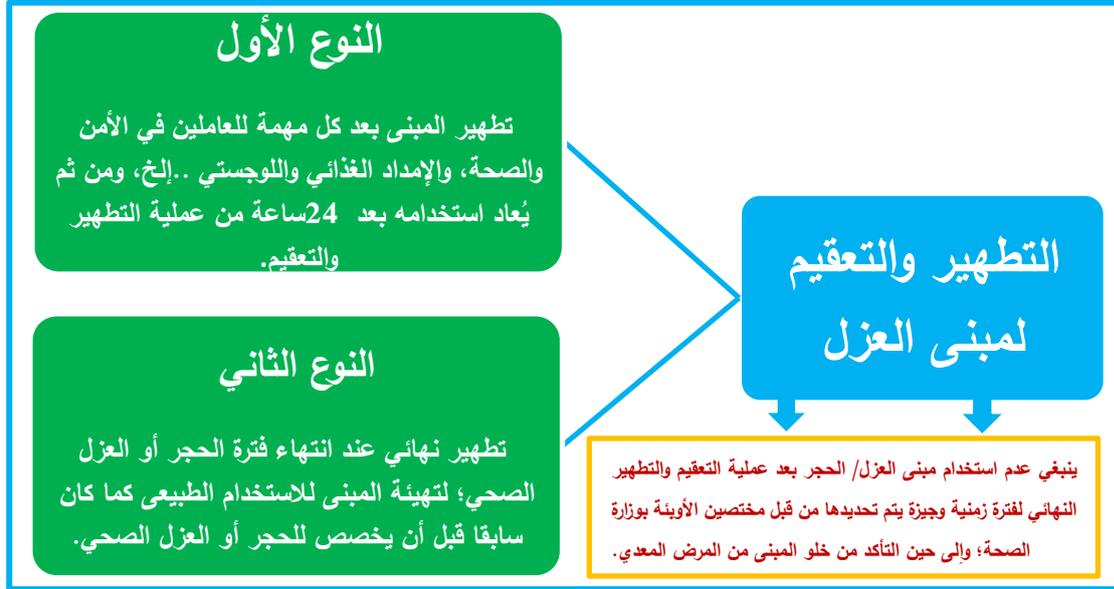 التطهير والتعقيم
لمبنى العزل
النوع الأول
تطهير المبنى بعد كل مهمة للعاملين في الأمن
والصحة، والإمداد الغذائي واللوجستي ..إلخ، ومن ثم
يُعاد استخدامه بعد 24ساعة من عملية التطهير
والتعقيم.
النوع الثاني
تطهير نهائي عند انتهاء فترة الحجر أو العزل
الصحي؛ لتهيئة المبنى للاستخدام الطبيعى كما كان
سابقا قبل أن يخصص للحجر أو العزل الصحي.
ينبغي عدم استخدام مبنى العزل/ الحجر بعد عملية التعقيم والتطهير
النهائي لفترة زمنية وجيزة يتم تحديدها من قبل مختصين الأوبئة بوزارة
الصحة؛ وإلى حين التأكد من خلو المبنى من المرض المعدي.